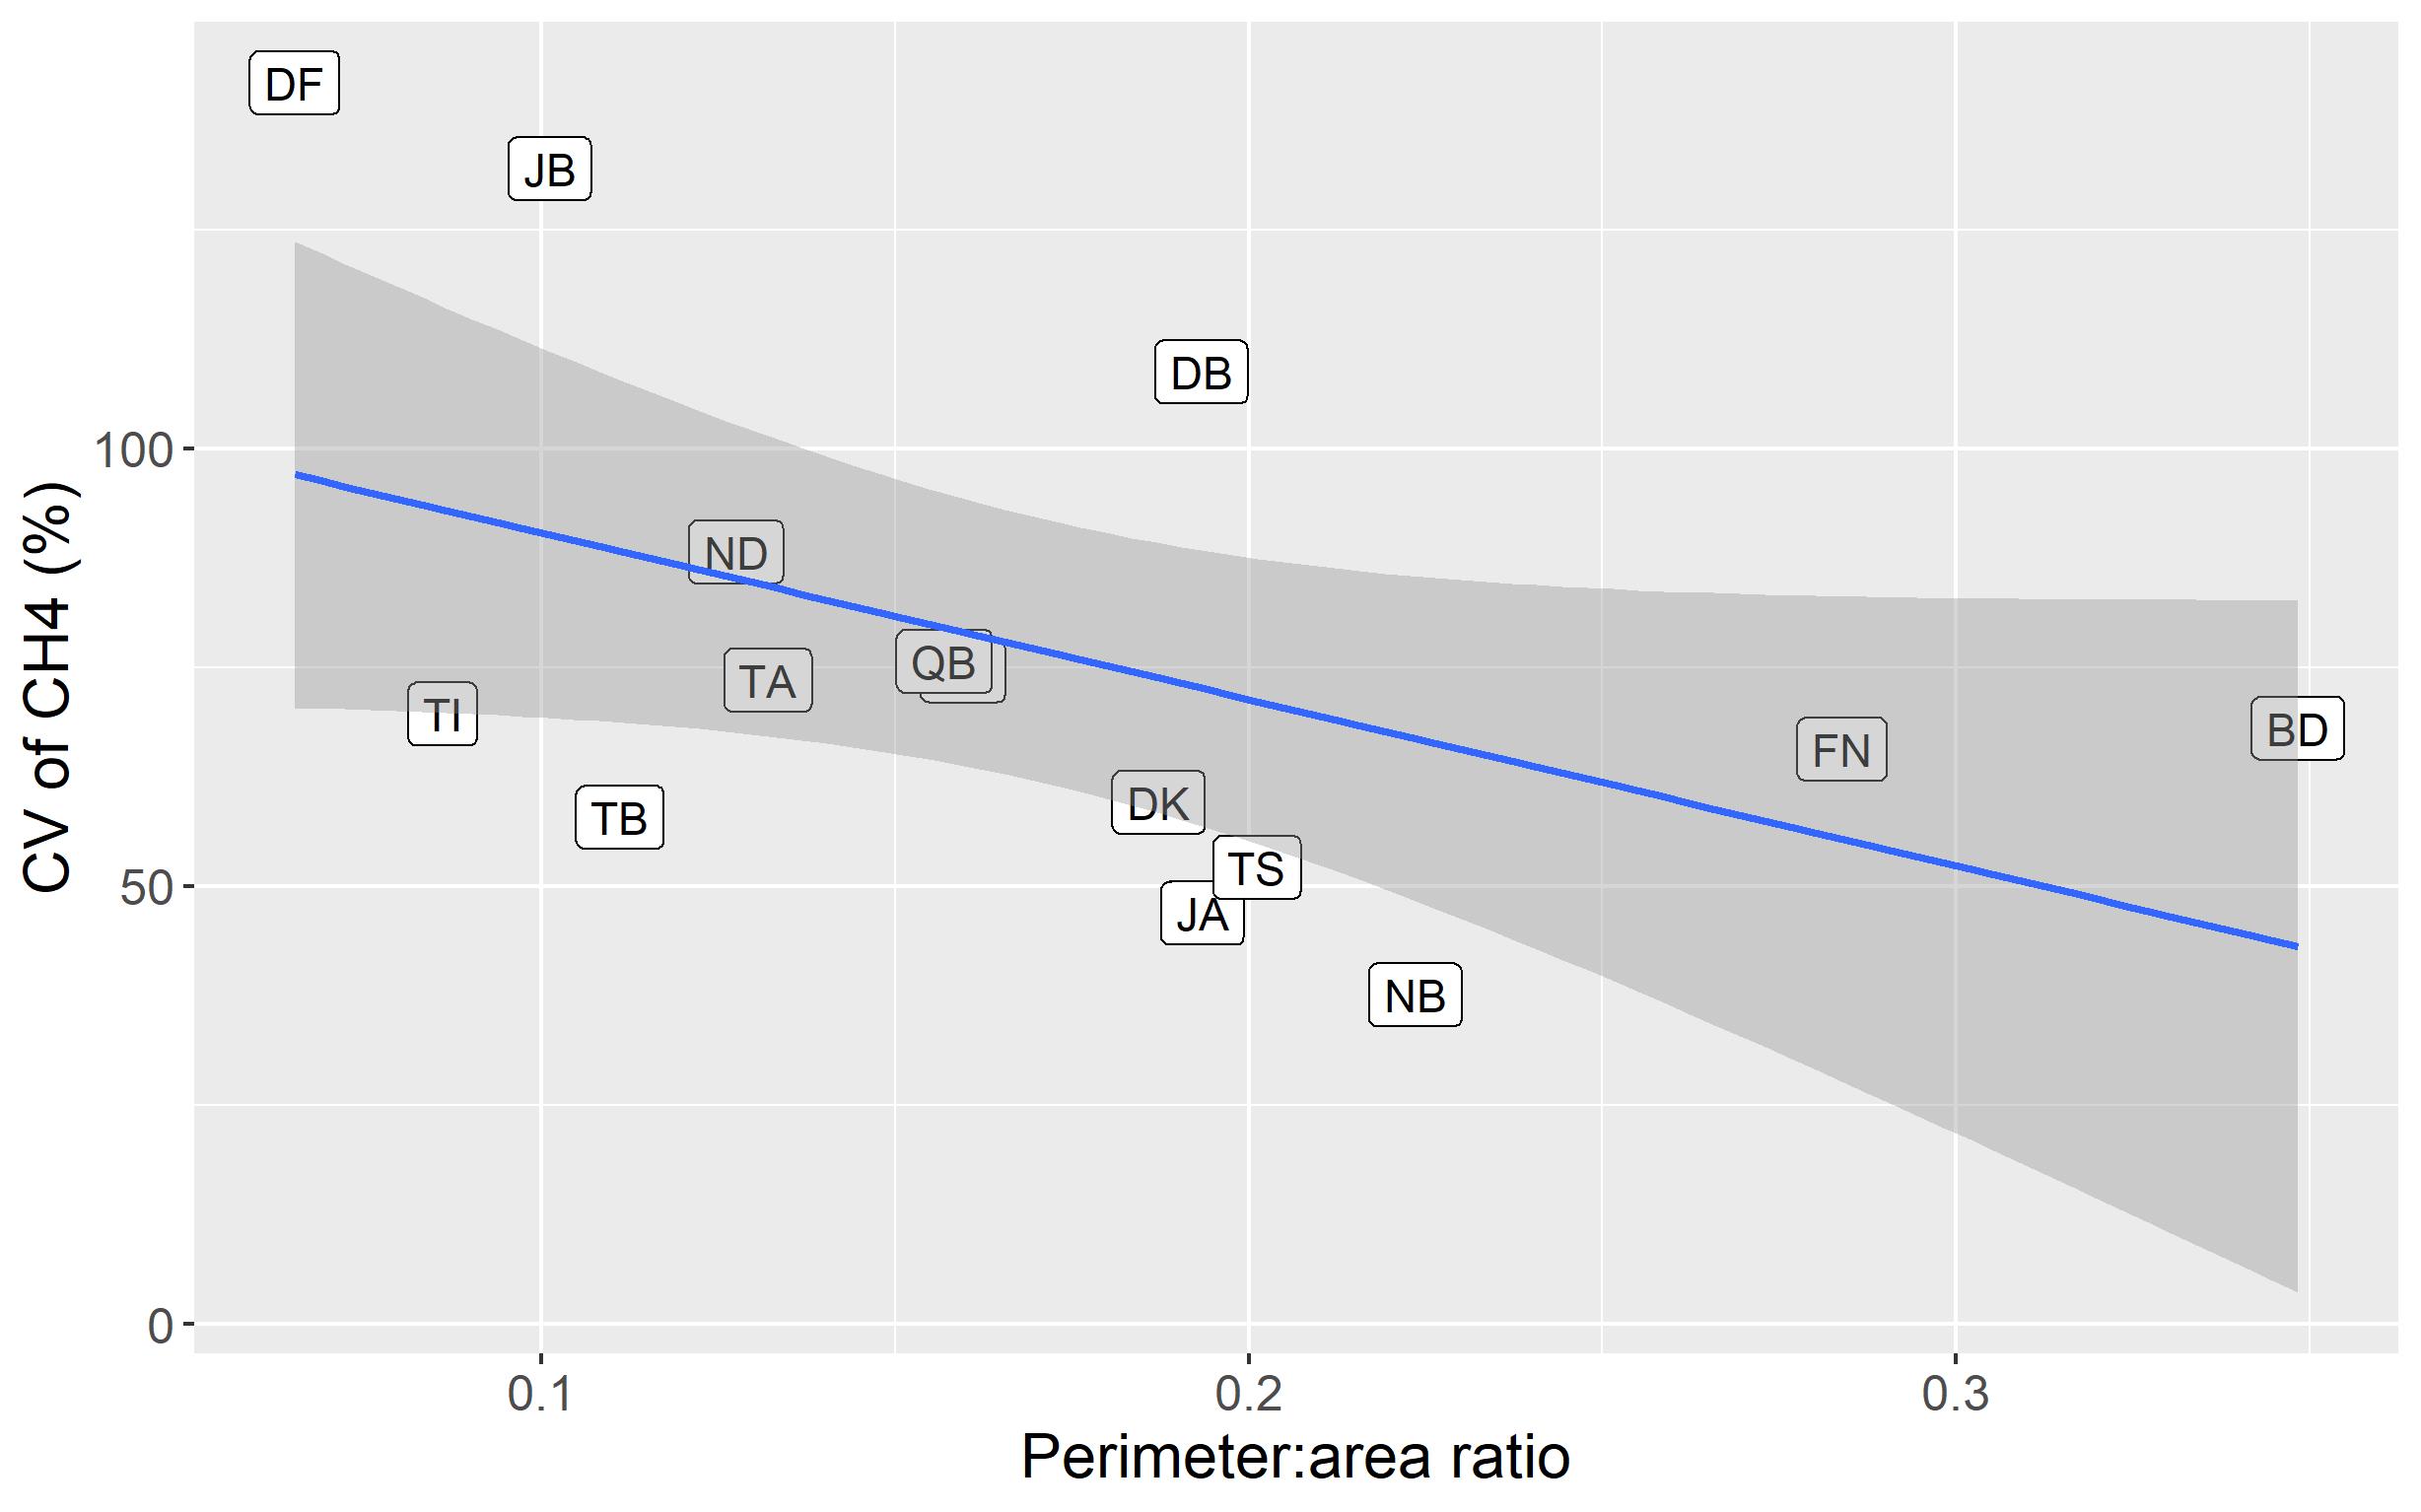 DF
JB
DB
100
ND
QB
TA
TI
BD
FN
DK
TB
TS
50
JA
NB
0
CV of CH4 (%)
0.1
0.2
0.3
Perimeter:area ratio